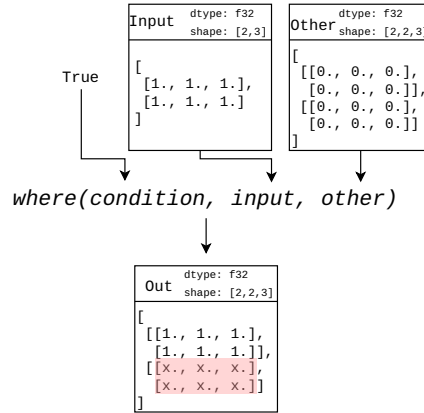 Input
dtype: f32
shape: [2,3]
[
[1., 1., 1.],
[1., 1., 1.]
]
Other
dtype: f32
shape: [2,2,3]
[
[[0., 0., 0.],
[0., 0., 0.]],
[[0., 0., 0.],
[0., 0., 0.]]
]
True
where(condition, input, other)
Out
dtype: f32
shape: [2,2,3]
[
[[1., 1., 1.],
[1., 1., 1.]],
[[x., x., x.],
[x., x., x.]]
]